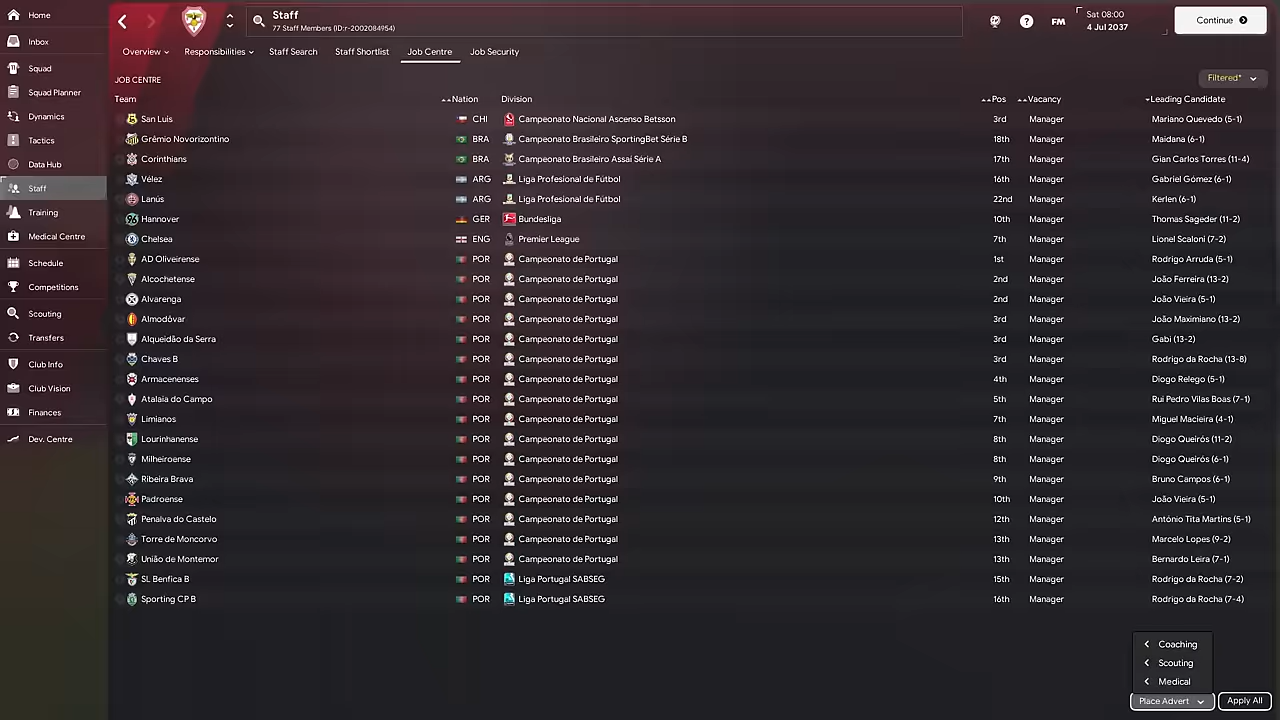 Home
Inbox
Squad
Squad Planner
Dynamics
Tactics
Data Hub
Staff
Training
Medical Centre
Schedule
Competitions
Scouting
Transfers
Club Info
Club Vision
Finances
Dev. Centre
Staff
77 Staff Members (ID:r-2002084954)
FM
Sat 08:00
4 Jul 2037
Continue
Overview Responsibilities Staff Search Staff Shortlist Job Centre Job Security
JOB CENTRE
Filtered*
Team Nation Division Pos Vacancy Leading Candidate
San Luis CHI Campeonato Nacional Ascenso Betsson 3rd Manager Mariano Quevedo (5-1)
Grêmio Novorizontino BRA Campeonato Brasileiro SportingBet Série B 18th Manager Maidana (6-1)
Corinthians BRA Campeonato Brasileiro Assaí Série A 17th Manager Gian Carlos Torres (11-4)
Vélez ARG Liga Profesional de Fútbol 16th Manager Gabriel Gómez (6-1)
Lanús ARG Liga Profesional de Fútbol 22nd Manager Kerlen (6-1)
Hannover GER Bundesliga 10th Manager Thomas Sageder (11-2)
Chelsea ENG Premier League 7th Manager Lionel Scaloni (7-2)
AD Oliveirense POR Campeonato de Portugal 1st Manager Rodrigo Arruda (5-1)
Alcochetense POR Campeonato de Portugal 2nd Manager João Ferreira (13-2)
Alvarenga POR Campeonato de Portugal 2nd Manager João Vieira (5-1)
Almodóvar POR Campeonato de Portugal 3rd Manager João Maximiano (13-2)
Alqueidão da Serra POR Campeonato de Portugal 3rd Manager Gabi (13-2)
Chaves B POR Campeonato de Portugal 3rd Manager Rodrigo da Rocha (13-8)
Armacenenses POR Campeonato de Portugal 4th Manager Diogo Relego (5-1)
Atalaia do Campo POR Campeonato de Portugal 5th Manager Rui Pedro Vilas Boas (7-1)
Limianos POR Campeonato de Portugal 7th Manager Miguel Macieira (4-1)
Lourinhanense POR Campeonato de Portugal 8th Manager Diogo Queirós (11-2)
Milheiroense POR Campeonato de Portugal 8th Manager Diogo Queirós (6-1)
Ribeira Brava POR Campeonato de Portugal 9th Manager Bruno Campos (6-1)
Padroense POR Campeonato de Portugal 10th Manager João Vieira (5-1)
Penalva do Castelo POR Campeonato de Portugal 12th Manager António Tita Martins (5-1)
Torre de Moncorvo POR Campeonato de Portugal 13th Manager Marcelo Lopes (9-2)
União de Montemor POR Campeonato de Portugal 13th Manager Bernardo Leira (7-1)
SL Benfica B POR Liga Portugal SABSEG 15th Manager Rodrigo da Rocha (7-2)
Sporting CP B POR Liga Portugal SABSEG 16th Manager Rodrigo da Rocha (7-4)
Coaching
Scouting
Medical
Place Advert Apply All